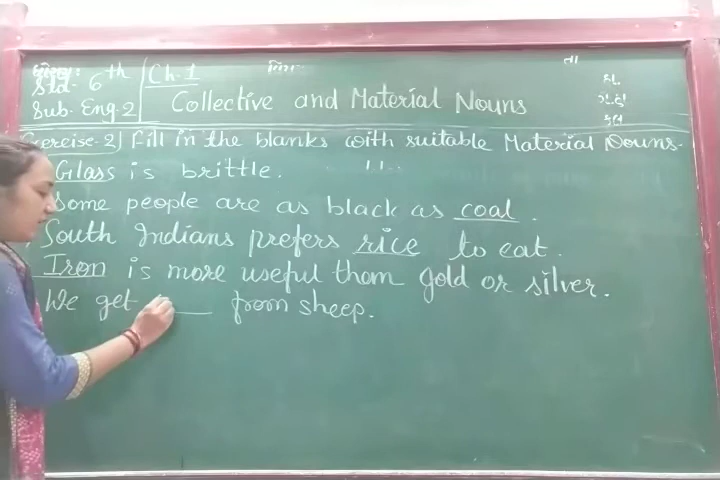 Std. 6th Ch. 1
Sub. Eng. 2 Collective and Material Nouns
Exercise-2) Fill in the blanks with suitable Material Nouns.
Glass is brittle.
Some people are as black as coal.
South Indians prefers rice to eat.
Iron is more useful than gold or silver.
We get ___ from sheep.